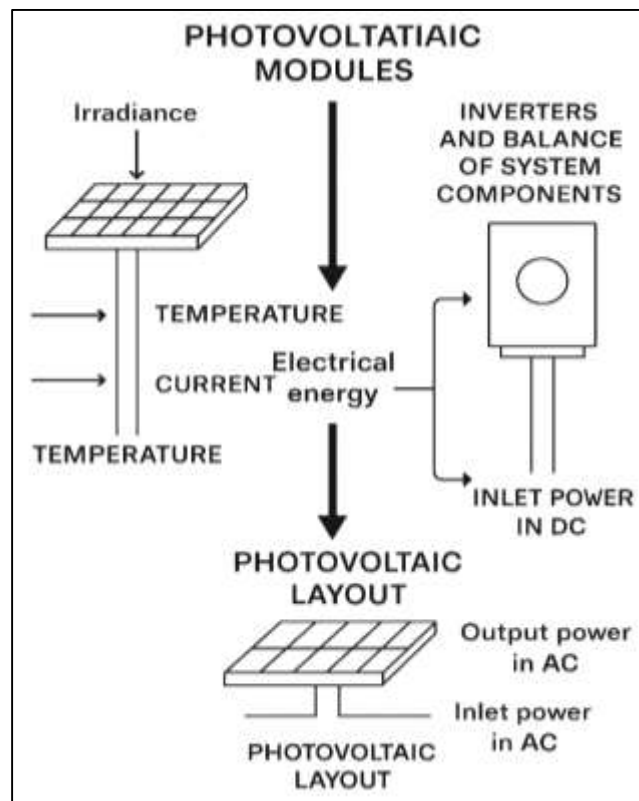 PHOTOVOLTATIAIC
MODULES
Irradiance
INVERTERS
AND BALANCE
OF SYSTEM
COMPONENTS
TEMPERATURE
CURRENT
Electrical
energy
TEMPERATURE
INLET POWER
IN DC
PHOTOVOLTAIC
LAYOUT
Output power
in AC
Inlet power
in AC
PHOTOVOLTAIC
LAYOUT